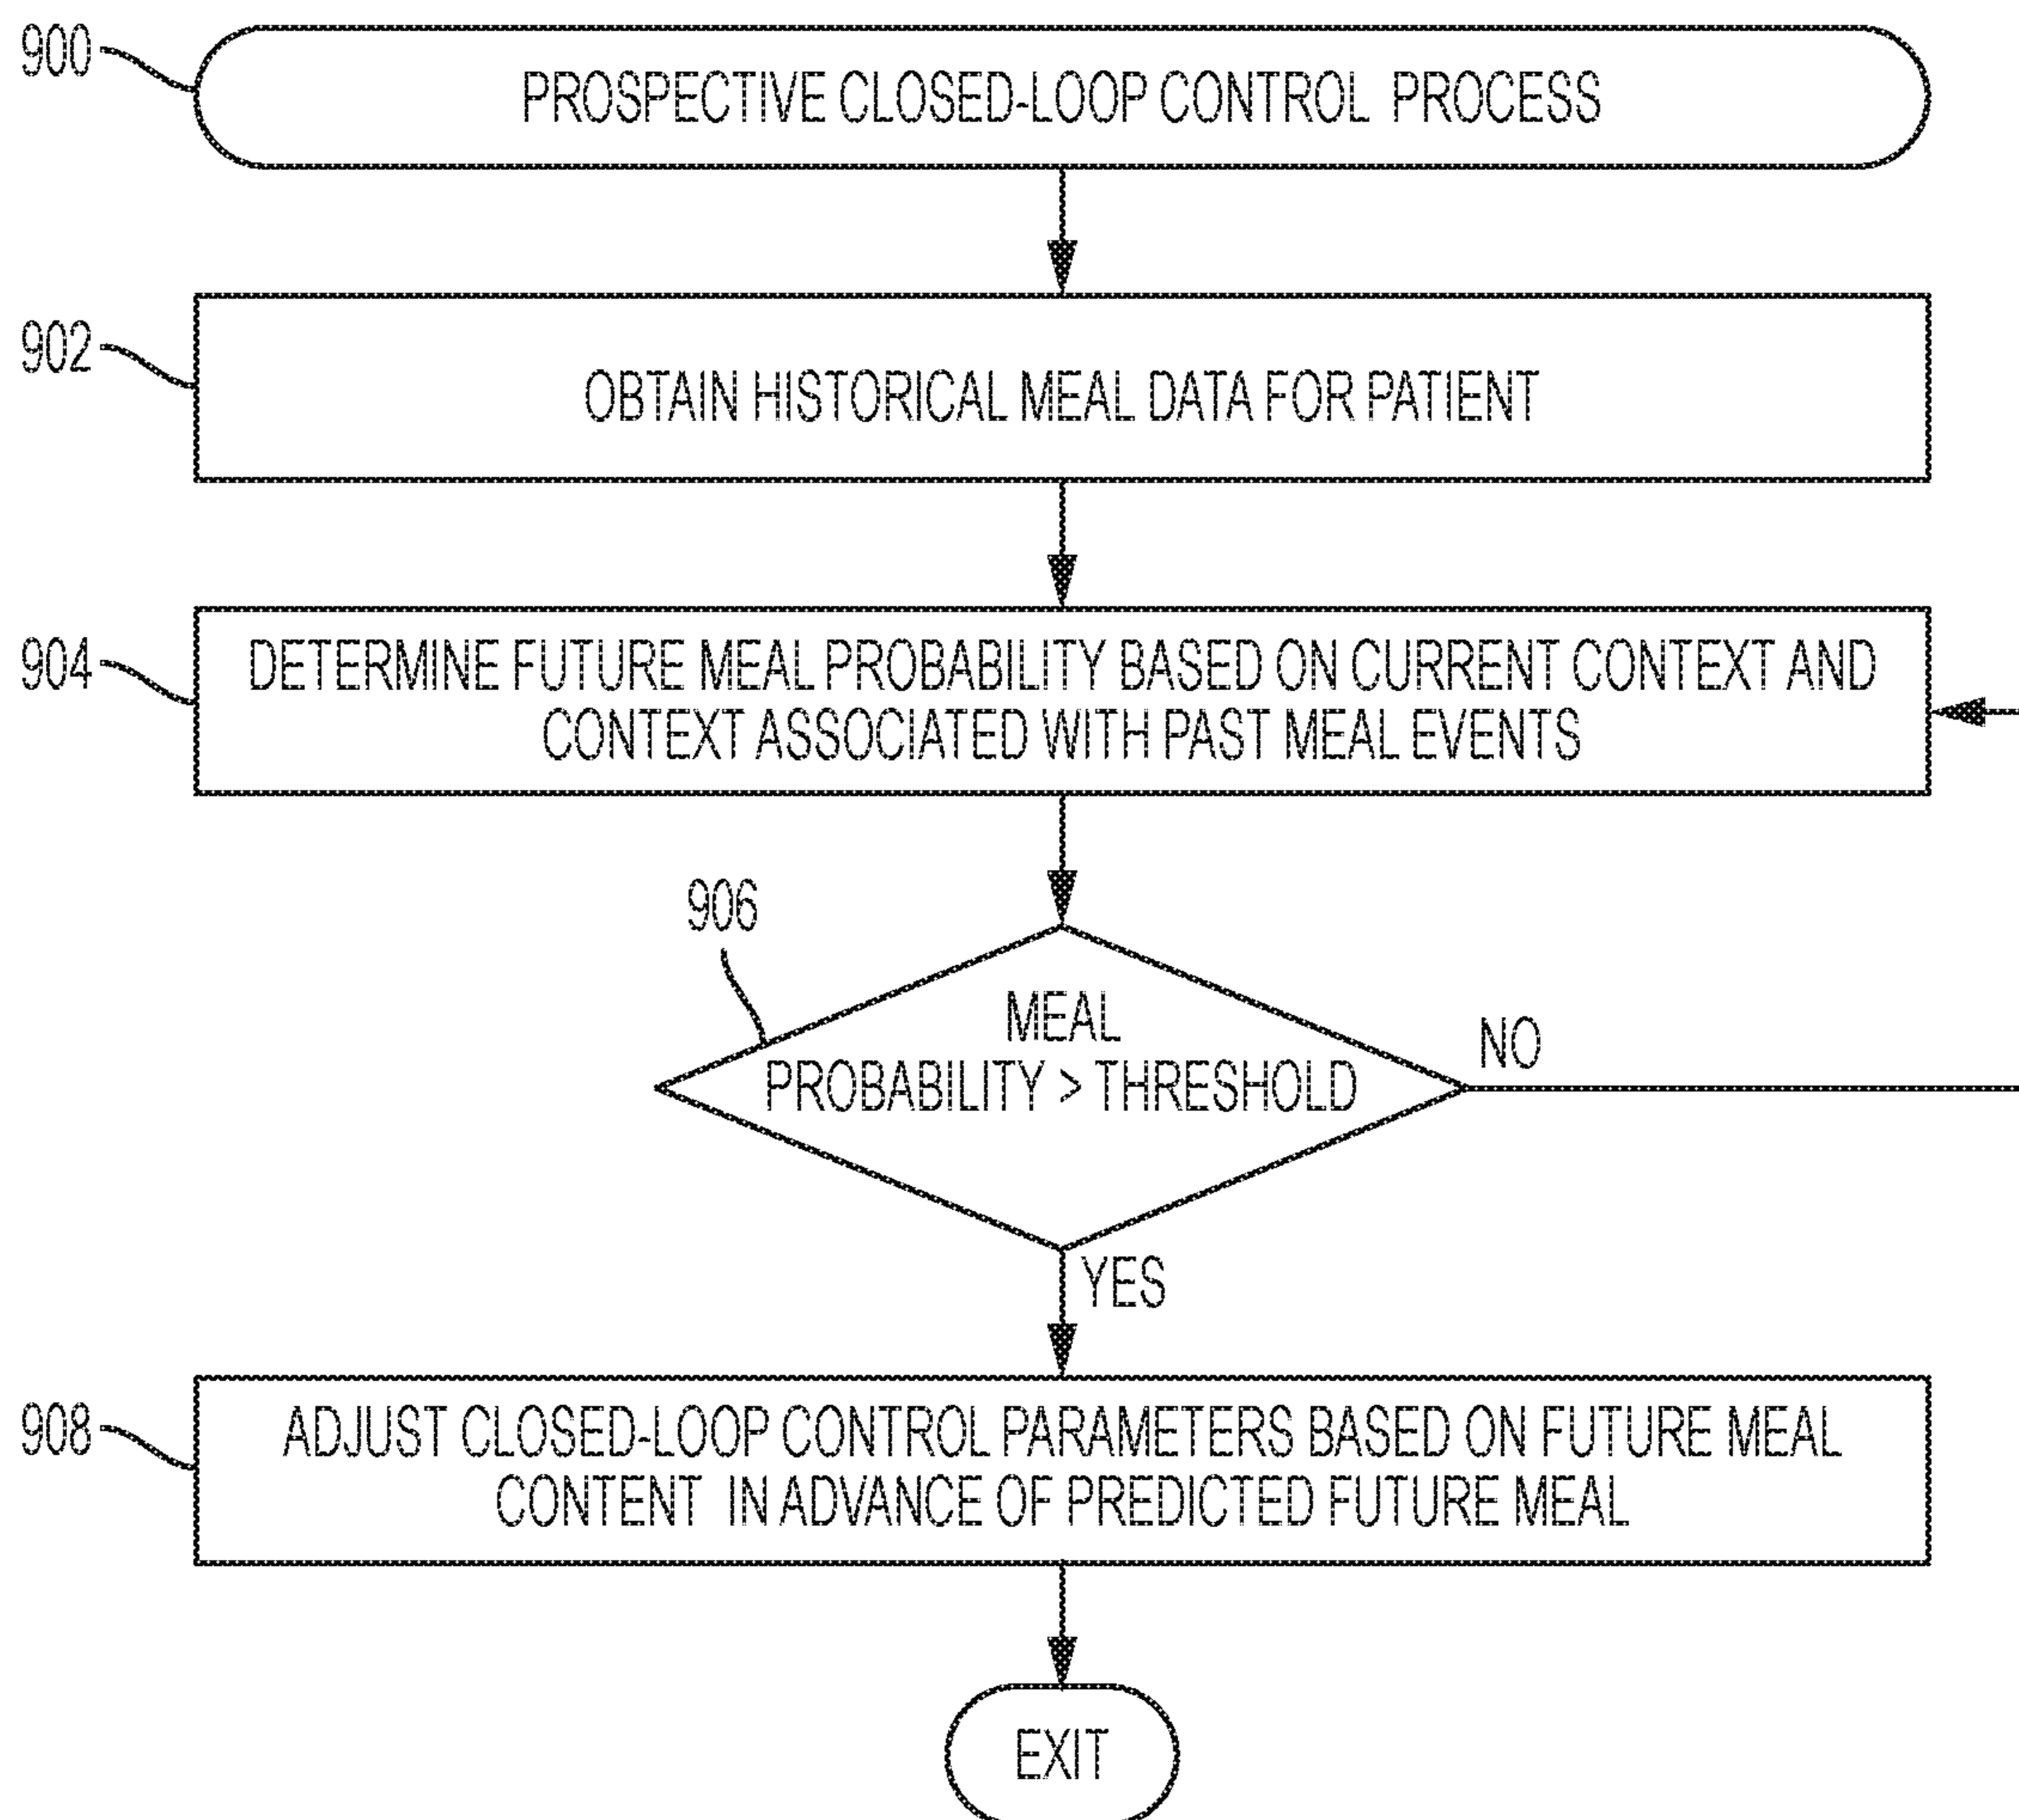 900
PROSPECTIVE CLOSED-LOOP CONTROL PROCESS
902
OBTAIN HISTORICAL MEAL DATA FOR PATIENT
904
DETERMINE FUTURE MEAL PROBABILITY BASED ON CURRENT CONTEXT AND
CONTEXT ASSOCIATED WITH PAST MEAL EVENTS
906
MEAL
PROBABILITY > THRESHOLD
NO
YES
908
ADJUST CLOSED-LOOP CONTROL PARAMETERS BASED ON FUTURE MEAL
CONTENT IN ADVANCE OF PREDICTED FUTURE MEAL
EXIT